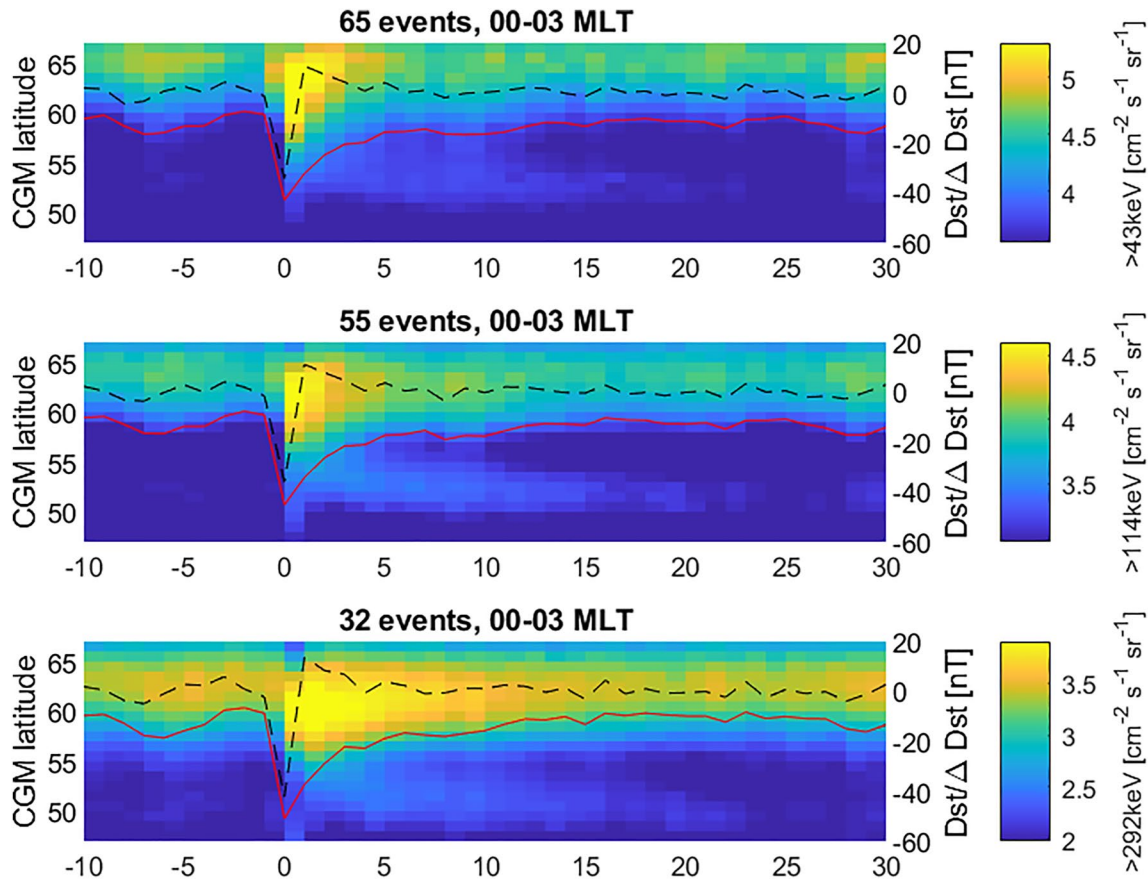 65 events, 00-03 MLT
CGM latitude
65
60
55
50
-10 -5 0 5 10 15 20 25 30
20
0
-20
-40
-60
Dst/Δ Dst [nT]
5
4.5
4
>43keV [cm⁻² s⁻¹ sr⁻¹]
55 events, 00-03 MLT
CGM latitude
65
60
55
50
-10 -5 0 5 10 15 20 25 30
20
0
-20
-40
-60
Dst/Δ Dst [nT]
4.5
4
3.5
>114keV [cm⁻² s⁻¹ sr⁻¹]
32 events, 00-03 MLT
CGM latitude
65
60
55
50
-10 -5 0 5 10 15 20 25 30
20
0
-20
-40
-60
Dst/Δ Dst [nT]
3.5
3
2.5
2
>292keV [cm⁻² s⁻¹ sr⁻¹]